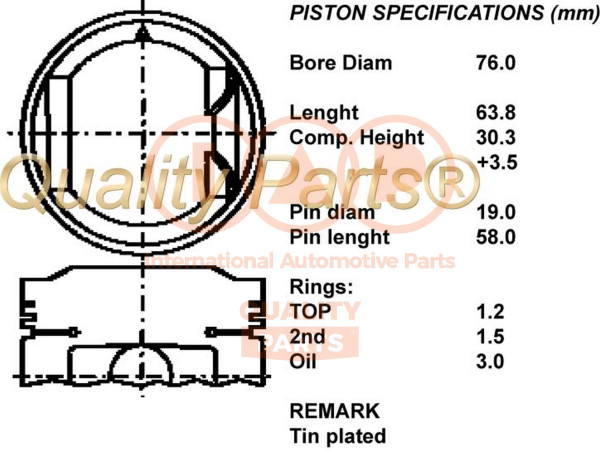 PISTON SPECIFICATIONS (mm)
Bore Diam 76.0
Lenght 63.8
Comp. Height 30.3
+3.5
Quality Parts®
Pin diam 19.0
Pin lenght 58.0
International Automotive Parts
Rings:
QUALITY
TOP 1.2
PARTS
2nd 1.5
Oil 3.0
REMARK
Tin plated